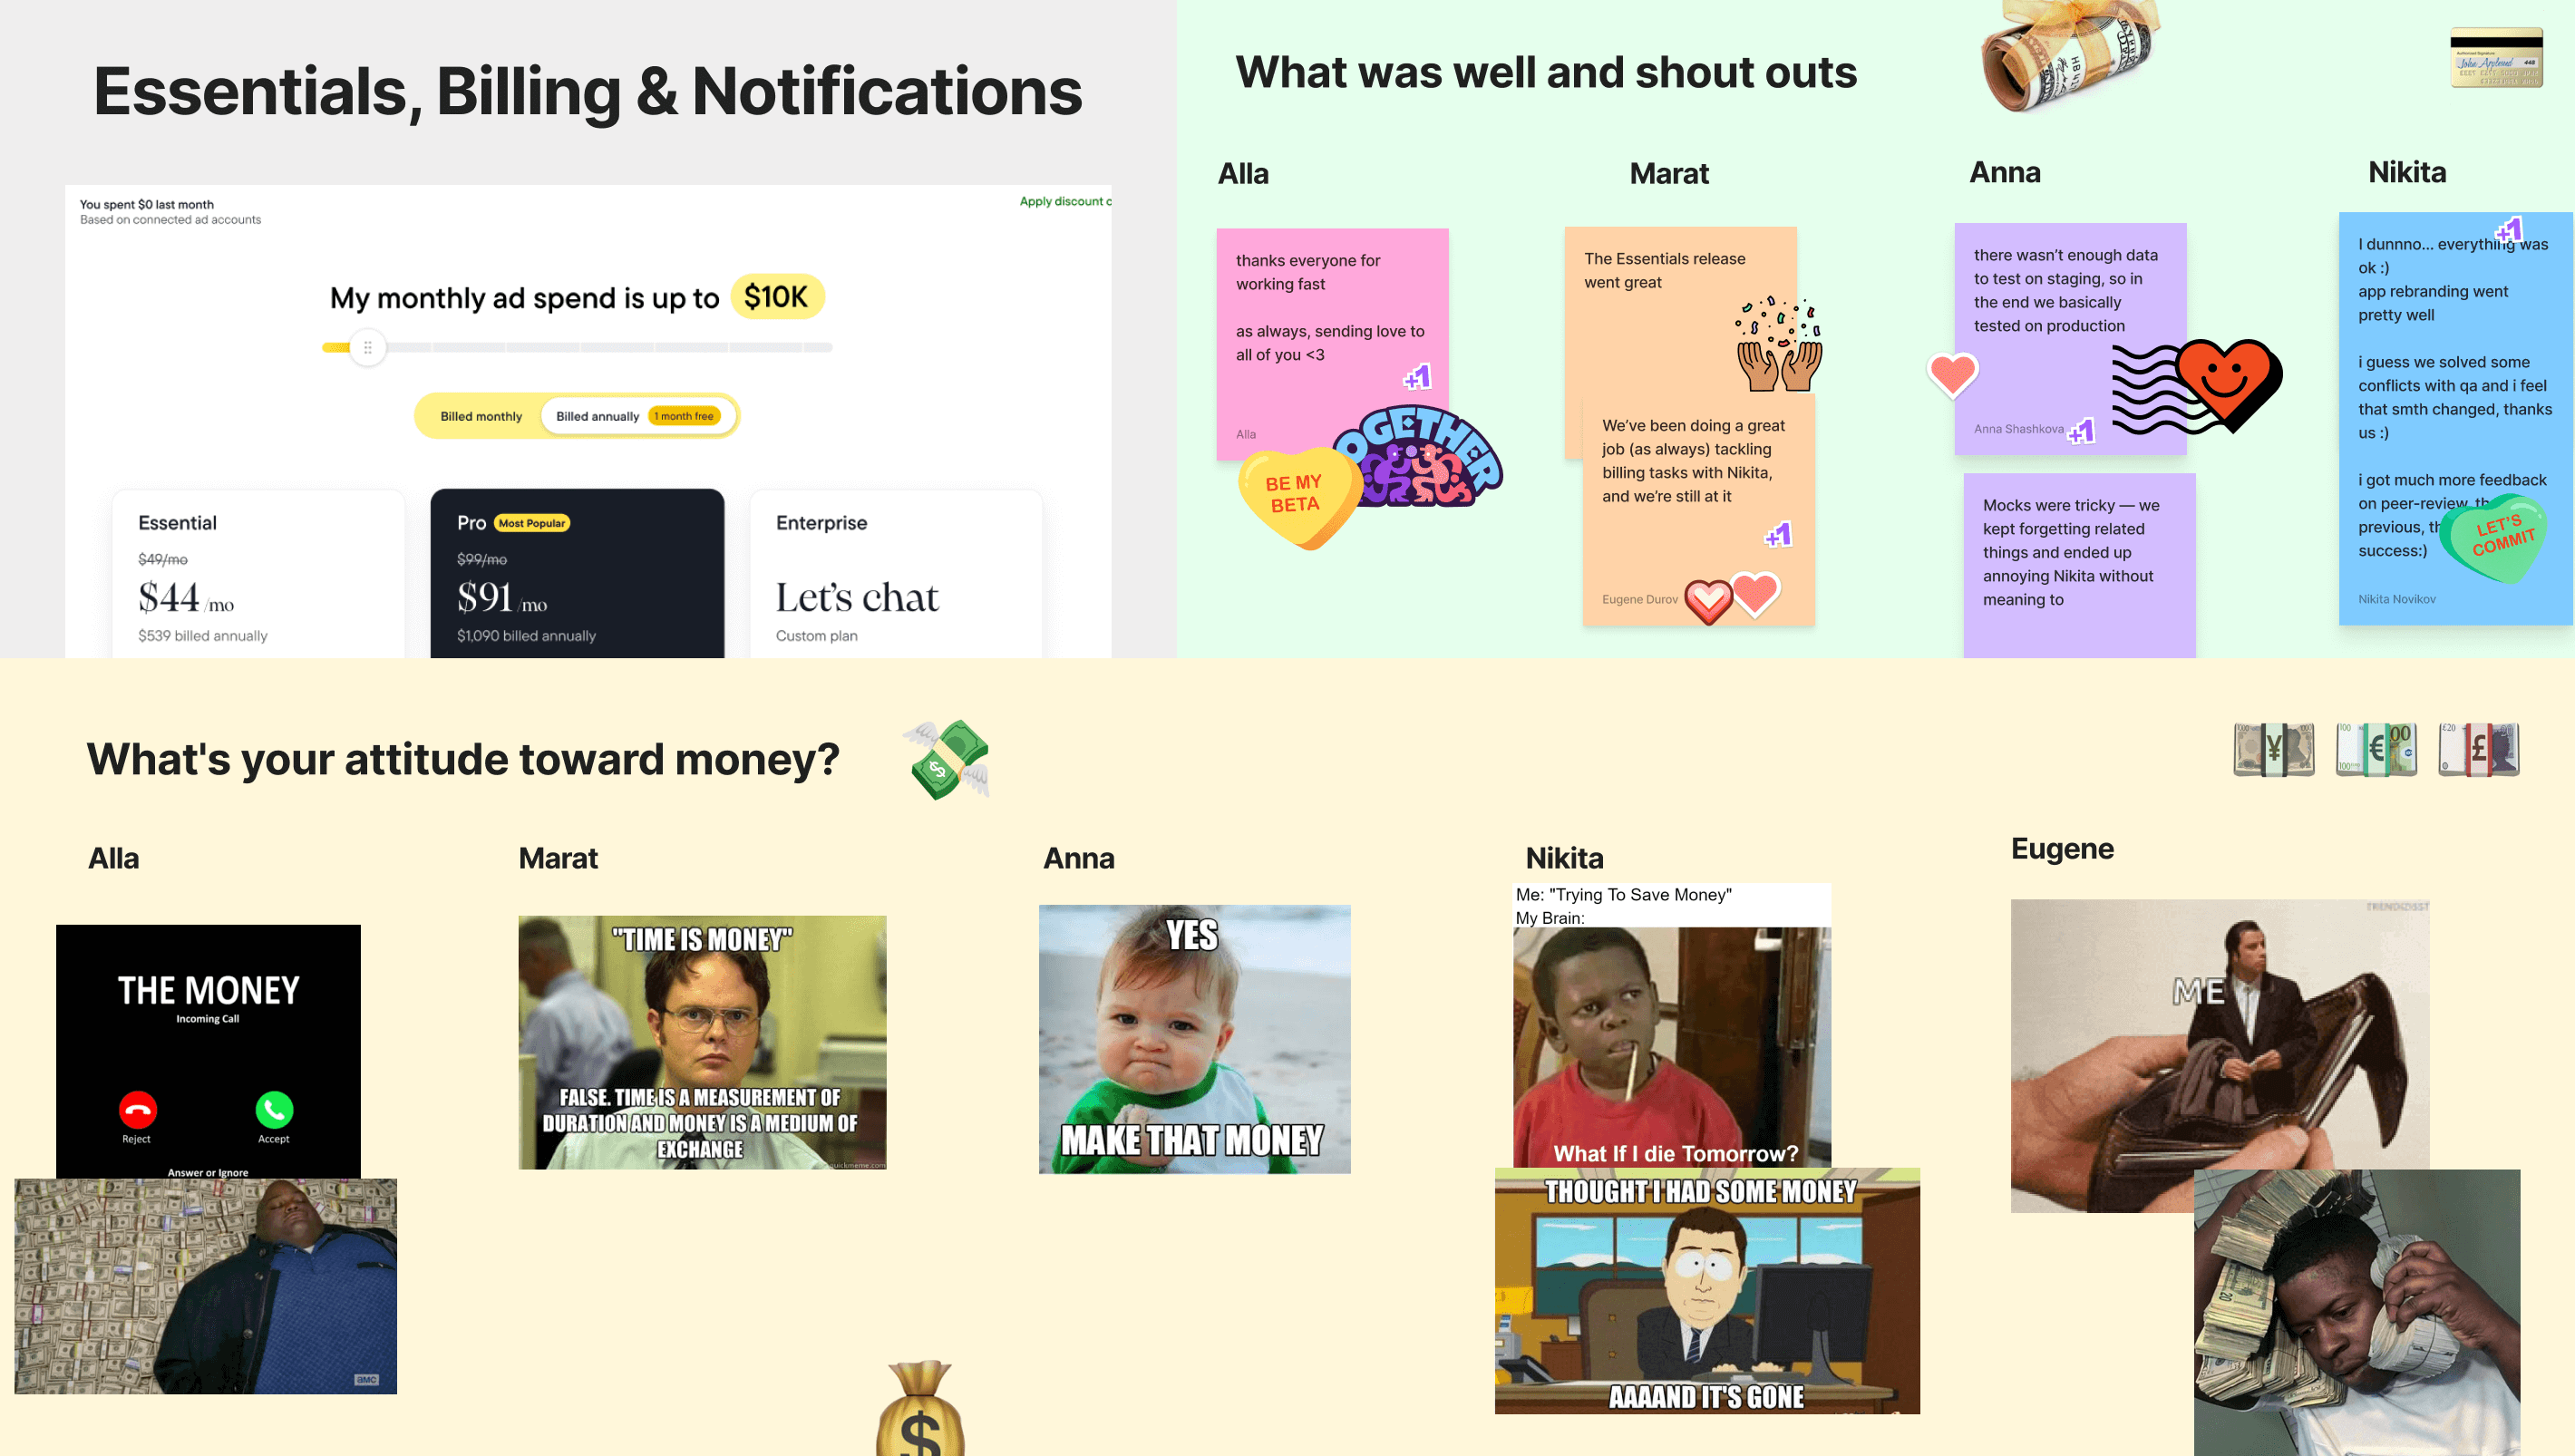 Essentials, Billing & Notifications
You spent $0 last month
Based on connected ad accounts
Apply discount c
My monthly ad spend is up to $10K
Billed monthly
Billed annually
1 month free
Essential
$49/mo
$44 /mo
$539 billed annually
Pro Most Popular
$99/mo
$91 /mo
$1,090 billed annually
Enterprise
Let's chat
Custom plan
What was well and shout outs
Alla
thanks everyone for
working fast
as always, sending love to
all of you <3
+1
Alla
BE MY
BETA
OGETHER
Marat
The Essentials release
went great
We've been doing a great
job (as always) tackling
billing tasks with Nikita,
and we're still at it
+1
Eugene Durov
Anna
there wasn't enough data
to test on staging, so in
the end we basically
tested on production
Anna Shashkova
+1
Mocks were tricky — we
kept forgetting related
things and ended up
annoying Nikita without
meaning to
Nikita
+1
I dunnno... everything was
ok :)
app rebranding went
pretty well
i guess we solved some
conflicts with qa and i feel
that smth changed, thanks
us :)
i got much more feedback
on peer-review, th
previous, th
success:)
LET'S
COMMIT
Nikita Novikov
What's your attitude toward money?
Alla
THE MONEY
Incoming Call
Reject
Accept
Answer or Ignore
amc
Marat
"TIME IS MONEY"
FALSE. TIME IS A MEASUREMENT OF
DURATION AND MONEY IS A MEDIUM OF
EXCHANGE
quickmeme.com
Anna
YES
MAKE THAT MONEY
Nikita
Me: "Trying To Save Money"
My Brain:
What If I die Tomorrow?
THOUGHT I HAD SOME MONEY
AAAAND IT'S GONE
Eugene
ME